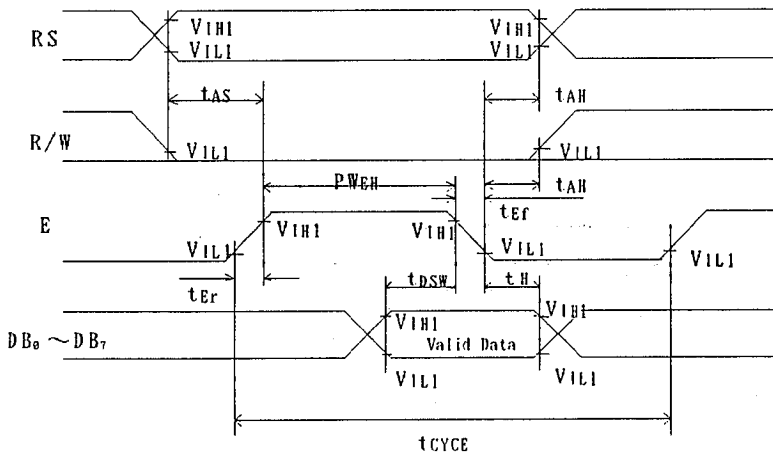 RS
VIH1
VIL1
VIH1
VIL1
tAS
tAH
R/W
VIL1
VIL1
PWEH
tAH
tEf
E
VIH1
VIH1
VIL1
VIL1
VIL1
tEr
tDSW
tH
VIH1
VIH1
DB₀ ～DB₇
Valid Data
VIL1
VIL1
tCYCE